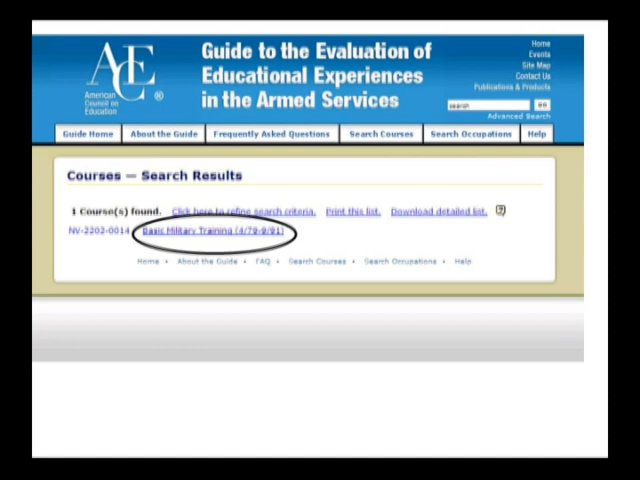 ACE
American
Council on
Education
®
Guide to the Evaluation of
Educational Experiences
in the Armed Services
Home
Events
Site Map
Contact Us
Publications & Products
search GO
Advanced Search
Guide Home About the Guide Frequently Asked Questions Search Courses Search Occupations Help
Courses — Search Results
1 Course(s) found. Click here to refine search criteria. Print this list. Download detailed list. ?
NV-2202-0014 Basic Military Training (4/79-9/91)
Home • About the Guide • FAQ • Search Courses • Search Occupations • Help